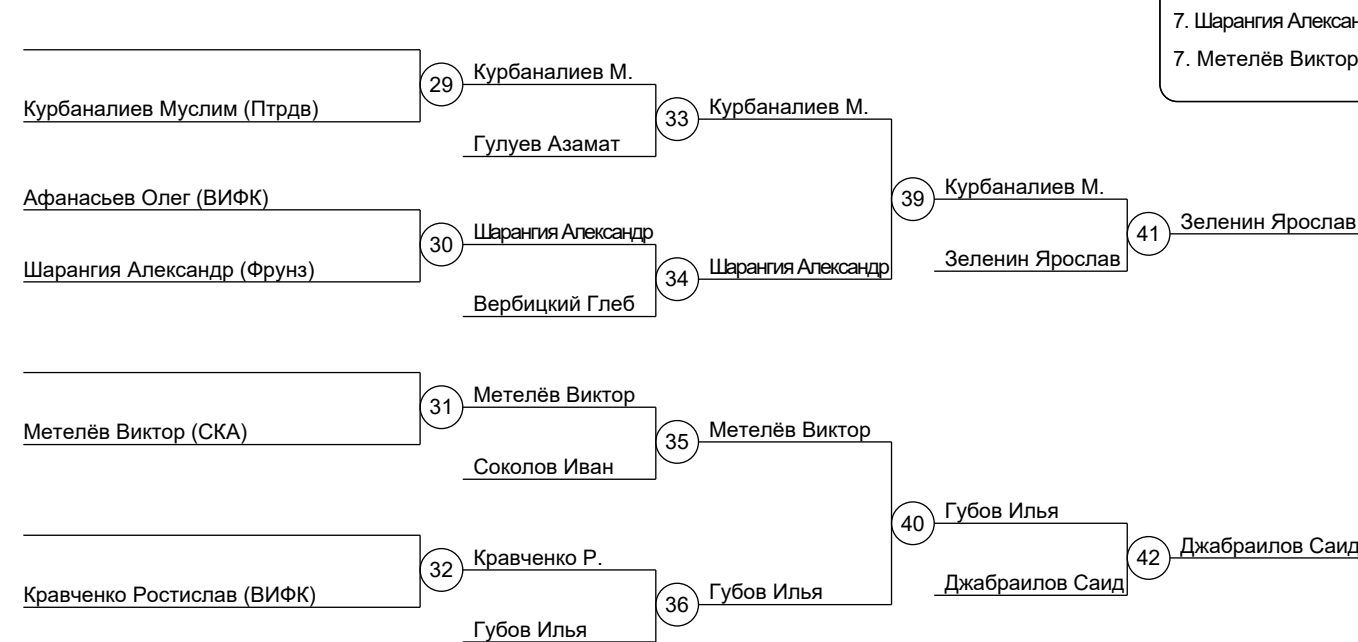 7. Шарангия Алексан
7. Метелёв Виктор
Курбаналиев Муслим (Птрдв)
29
Курбаналиев М.
Гулуев Азамат
33
Курбаналиев М.
Афанасьев Олег (ВИФК)
Шарангия Александр (Фрунз)
30
Шарангия Александр
Вербицкий Глеб
34
Шарангия Александр
39
Курбаналиев М.
Зеленин Ярослав
41
Зеленин Ярослав
Метелёв Виктор (СКА)
31
Метелёв Виктор
Соколов Иван
35
Метелёв Виктор
Кравченко Ростислав (ВИФК)
32
Кравченко Р.
Губов Илья
36
Губов Илья
40
Губов Илья
Джабраилов Саид
42
Джабраилов Саид